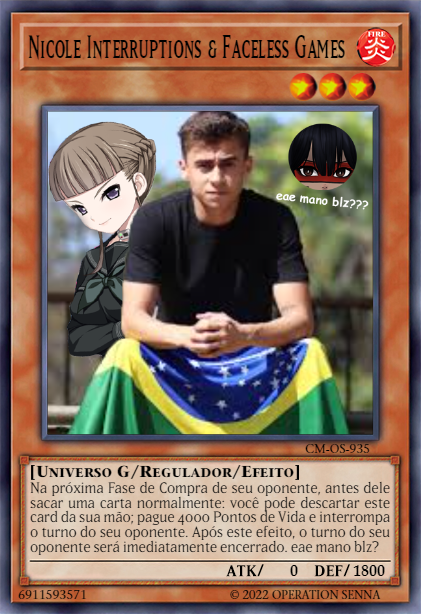 Nicole Interruptions & Faceless Games
FIRE
炎
eae mano blz???
CM-OS-935
[Universo G/Regulador/Efeito]
Na próxima Fase de Compra de seu oponente, antes dele
sacar uma carta normalmente: você pode descartar este
card da sua mão; pague 4000 Pontos de Vida e interrompa
o turno do seu oponente. Após este efeito, o turno do seu
oponente será imediatamente encerrado. eae mano blz?
ATK/ 0 DEF/ 1800
6911593571 © 2022 OPERATION SENNA